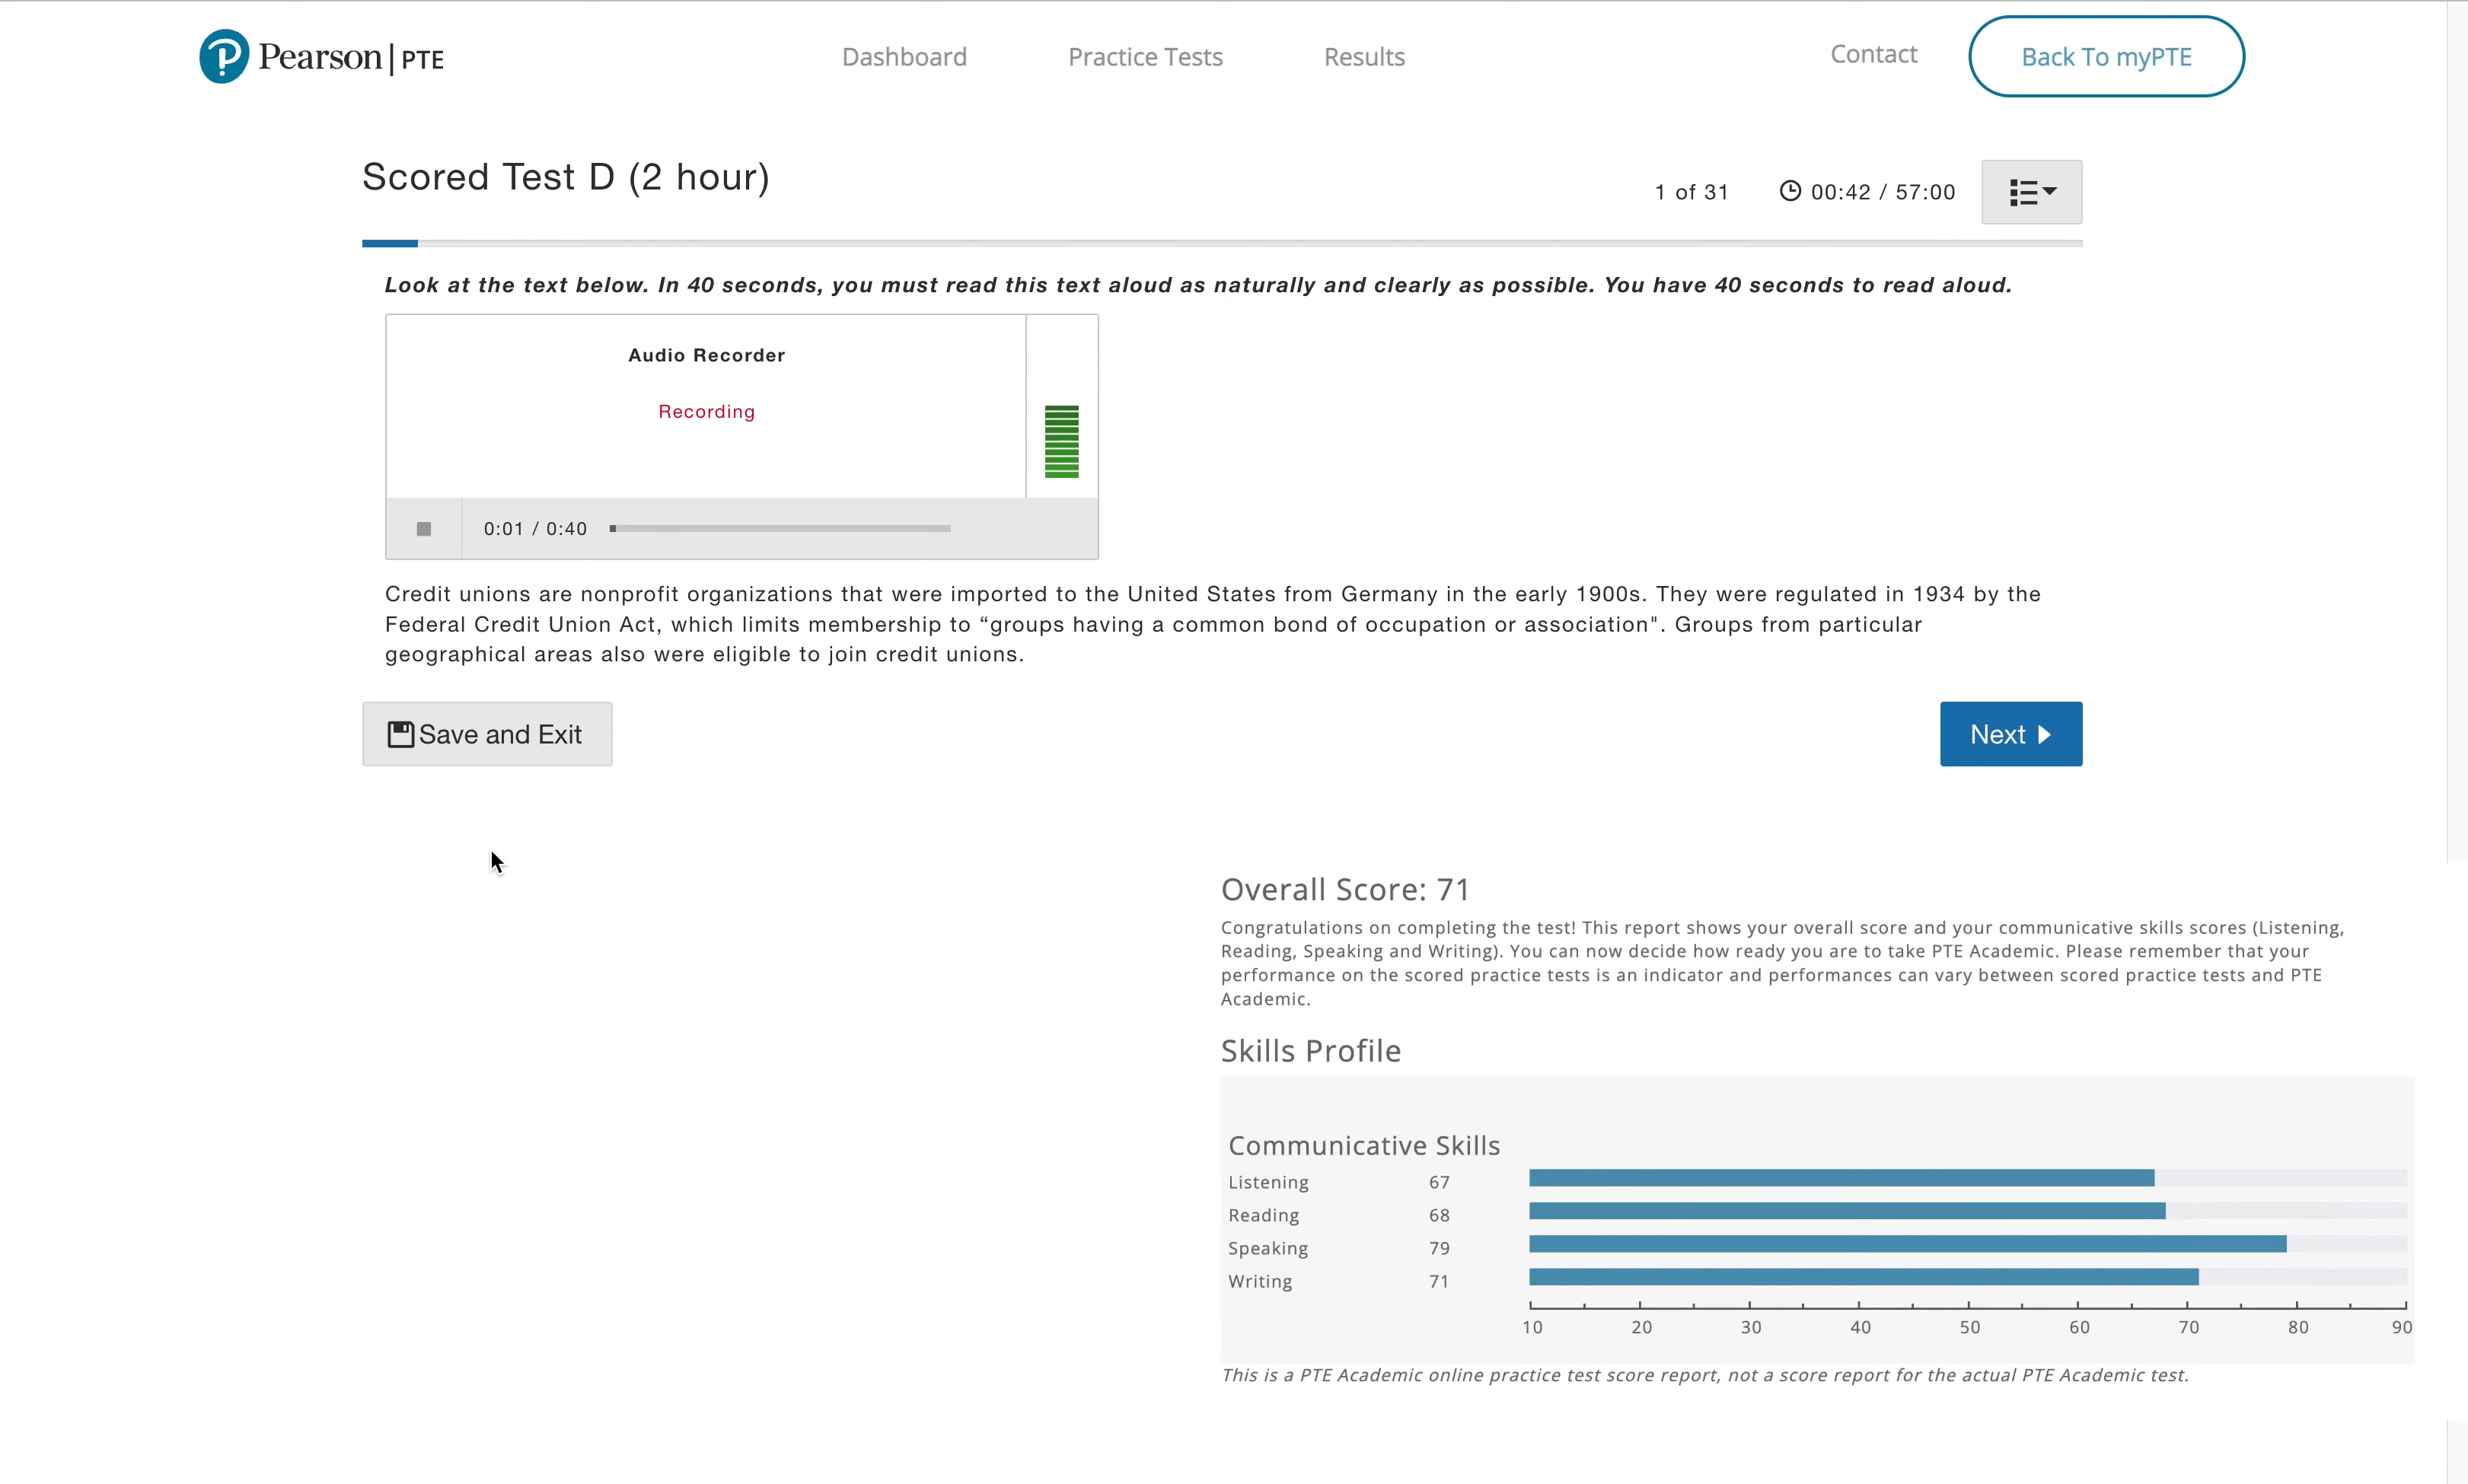 Pearson | PTE
Dashboard
Practice Tests
Results
Contact
Back To myPTE
Scored Test D (2 hour)
1 of 31
00:42 / 57:00
Look at the text below. In 40 seconds, you must read this text aloud as naturally and clearly as possible. You have 40 seconds to read aloud.
Audio Recorder
Recording
0:01 / 0:40
Credit unions are nonprofit organizations that were imported to the United States from Germany in the early 1900s. They were regulated in 1934 by the
Federal Credit Union Act, which limits membership to “groups having a common bond of occupation or association". Groups from particular
geographical areas also were eligible to join credit unions.
Save and Exit
Next
Overall Score: 71
Congratulations on completing the test! This report shows your overall score and your communicative skills scores (Listening,
Reading, Speaking and Writing). You can now decide how ready you are to take PTE Academic. Please remember that your
performance on the scored practice tests is an indicator and performances can vary between scored practice tests and PTE
Academic.
Skills Profile
Communicative Skills
Listening 67
Reading 68
Speaking 79
Writing 71
10 20 30 40 50 60 70 80 90
This is a PTE Academic online practice test score report, not a score report for the actual PTE Academic test.